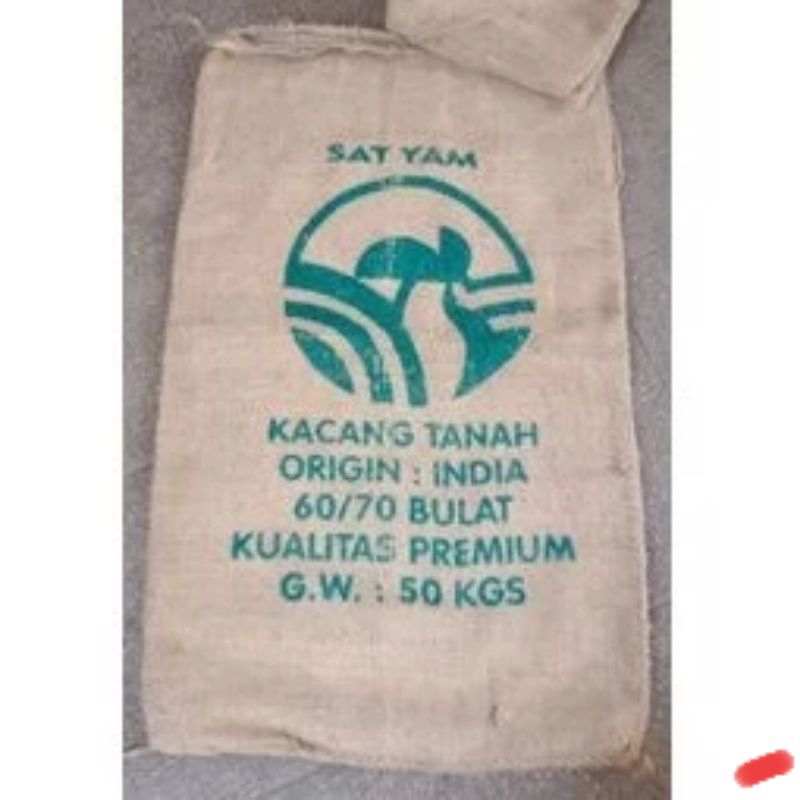 SAT YAM
KACANG TANAH
ORIGIN : INDIA
60/70 BULAT
KUALITAS PREMIUM
G.W. : 50 KGS